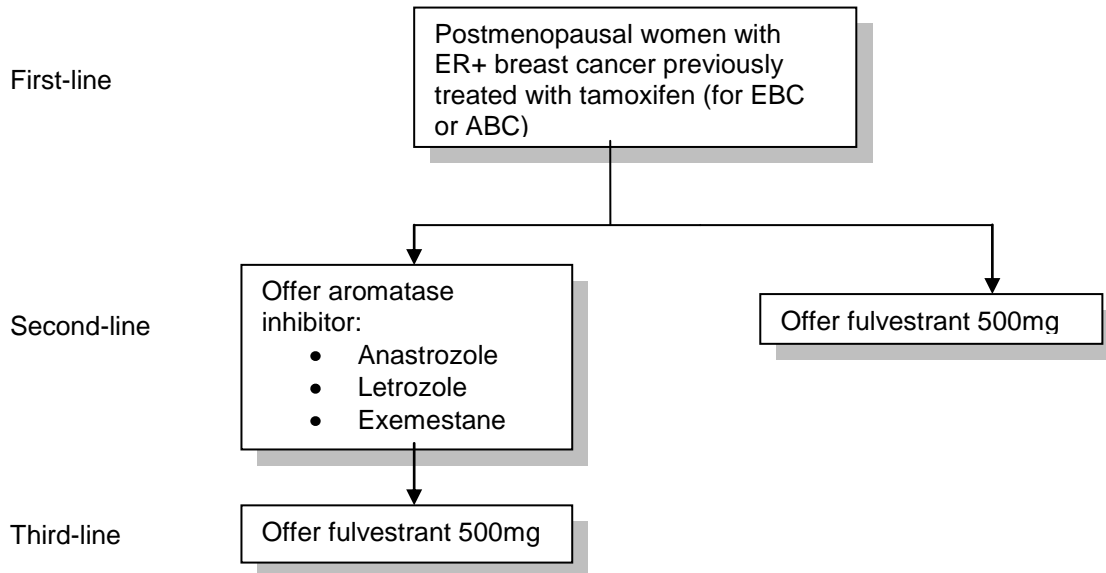 First-line
Postmenopausal women with
ER+ breast cancer previously
treated with tamoxifen (for EBC
or ABC)
Second-line
Offer aromatase
inhibitor:
• Anastrozole
• Letrozole
• Exemestane
Offer fulvestrant 500mg
Third-line
Offer fulvestrant 500mg